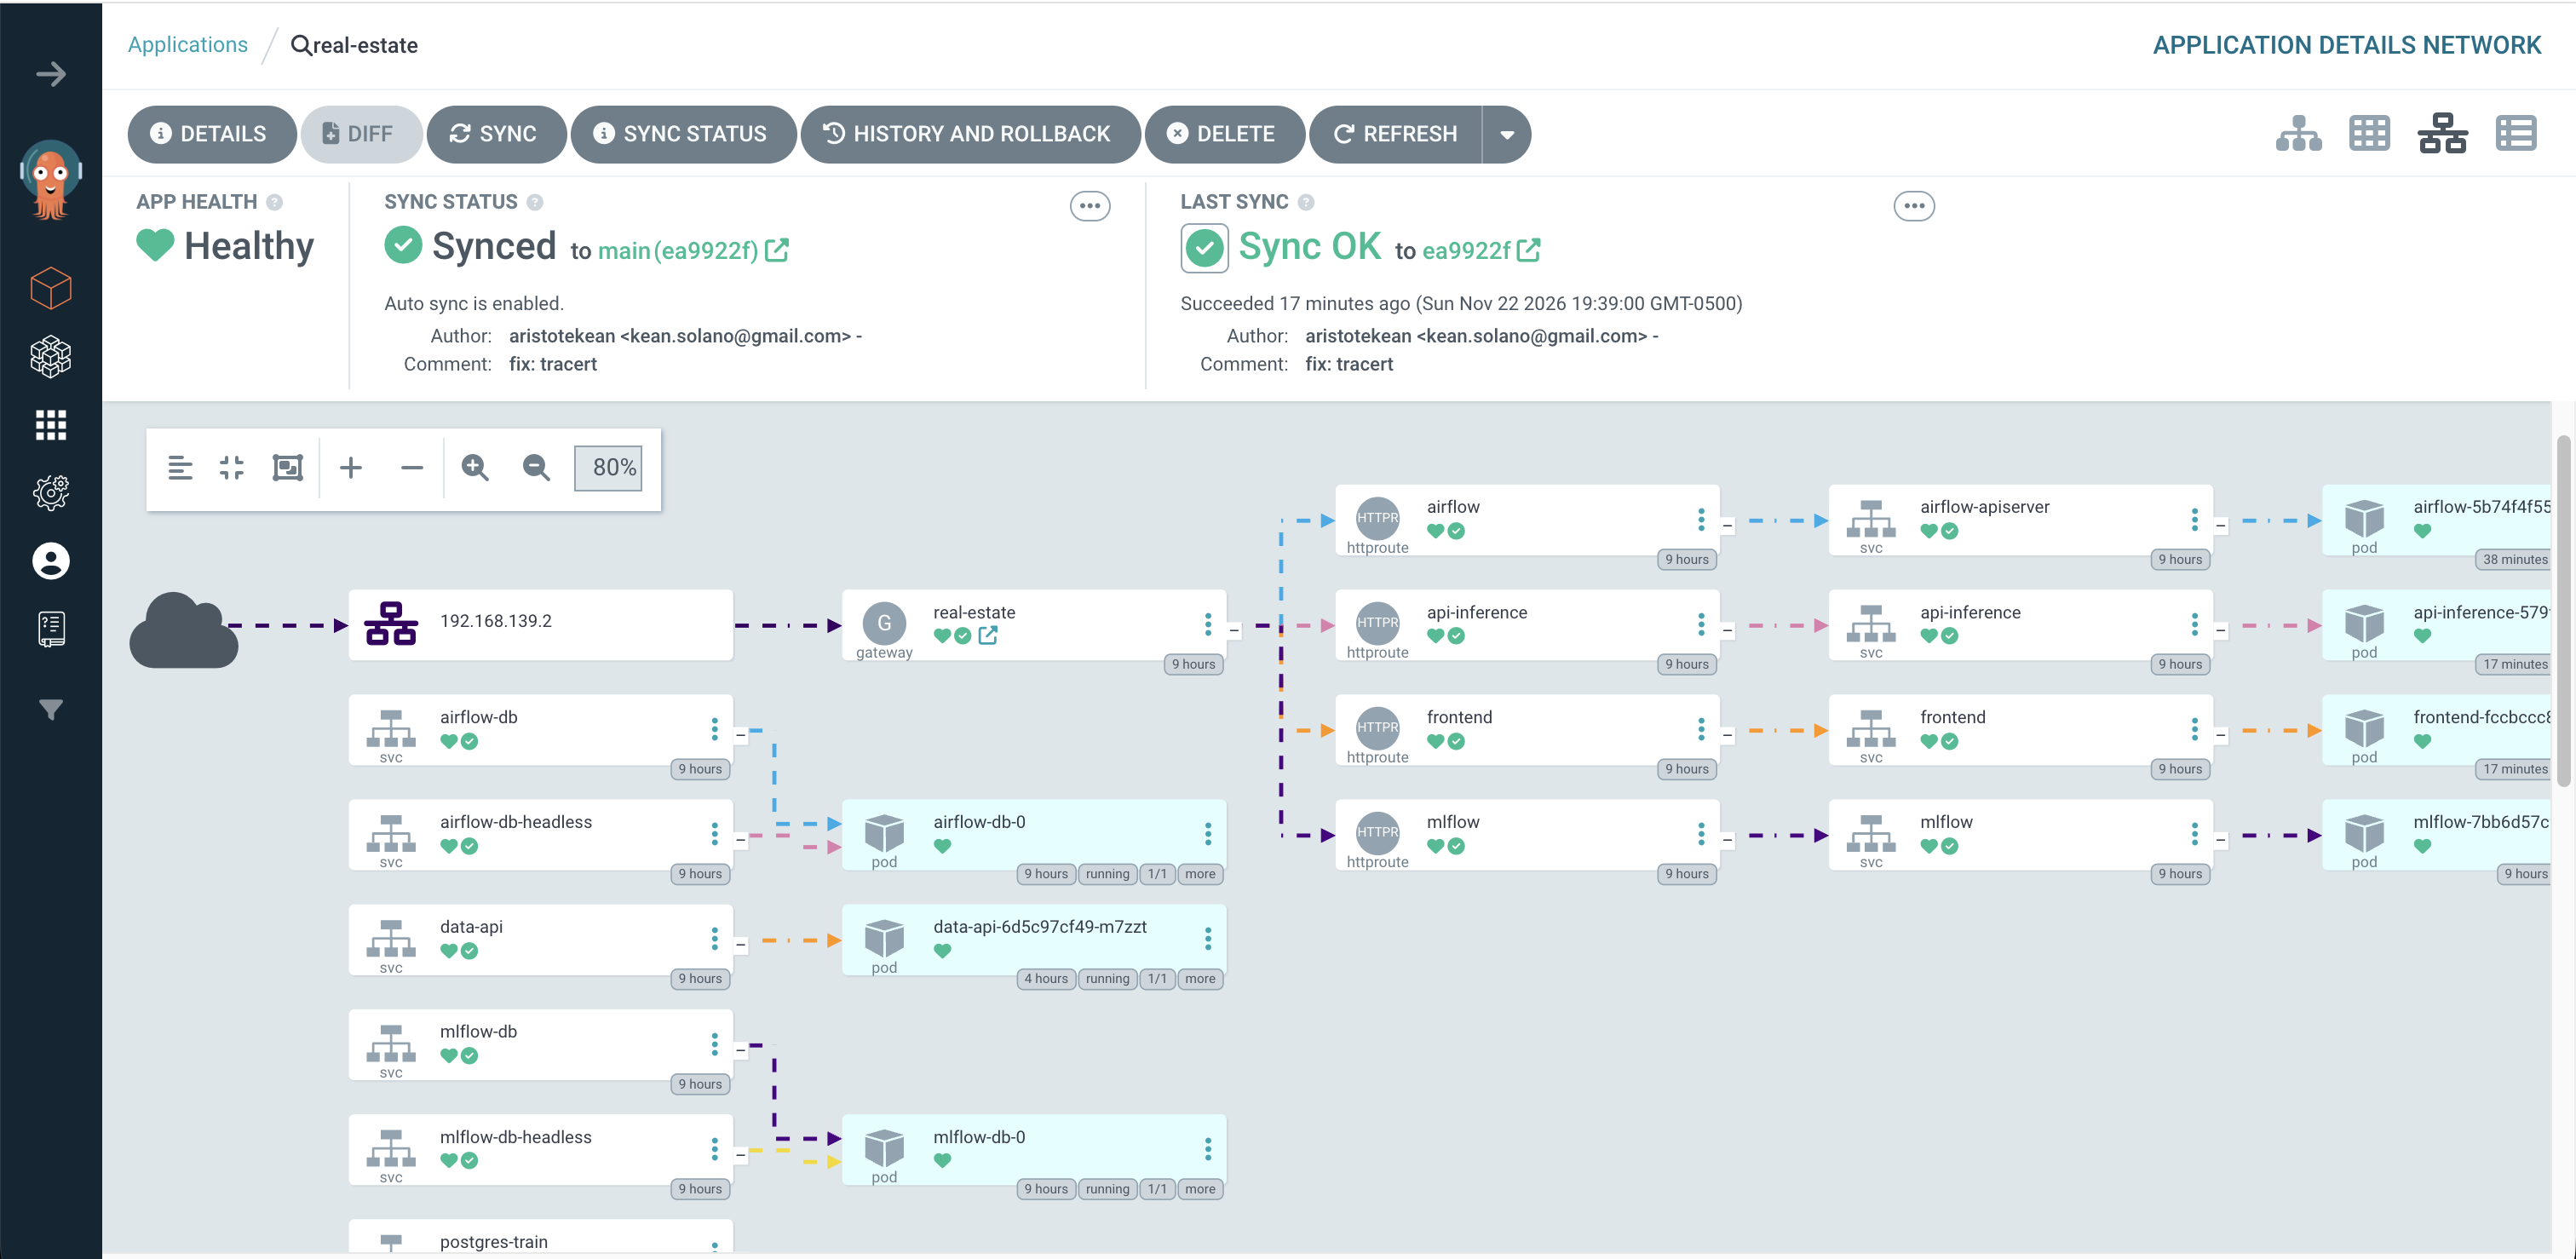 Applications / real-estate
APPLICATION DETAILS NETWORK
DETAILS
DIFF
SYNC
SYNC STATUS
HISTORY AND ROLLBACK
DELETE
REFRESH
APP HEALTH
Healthy
SYNC STATUS
Synced to main (ea9922f)
Auto sync is enabled.
Author: aristotekean <kean.solano@gmail.com> -
Comment: fix: tracert
LAST SYNC
Sync OK to ea9922f
Succeeded 17 minutes ago (Sun Nov 22 2026 19:39:00 GMT-0500)
Author: aristotekean <kean.solano@gmail.com> -
Comment: fix: tracert
80%
192.168.139.2
G
gateway
real-estate
9 hours
HTTPR
httproute
airflow
9 hours
svc
airflow-apiserver
9 hours
pod
airflow-5b74f4f55
38 minutes
HTTPR
httproute
api-inference
9 hours
svc
api-inference
9 hours
pod
api-inference-579
17 minutes
HTTPR
httproute
frontend
9 hours
svc
frontend
9 hours
pod
frontend-fccbccc8
17 minutes
HTTPR
httproute
mlflow
9 hours
svc
mlflow
9 hours
pod
mlflow-7bb6d57c
9 hours
svc
airflow-db
9 hours
svc
airflow-db-headless
9 hours
pod
airflow-db-0
9 hours running 1/1 more
svc
data-api
9 hours
pod
data-api-6d5c97cf49-m7zzt
4 hours running 1/1 more
svc
mlflow-db
9 hours
svc
mlflow-db-headless
9 hours
pod
mlflow-db-0
9 hours running 1/1 more
postgres-train